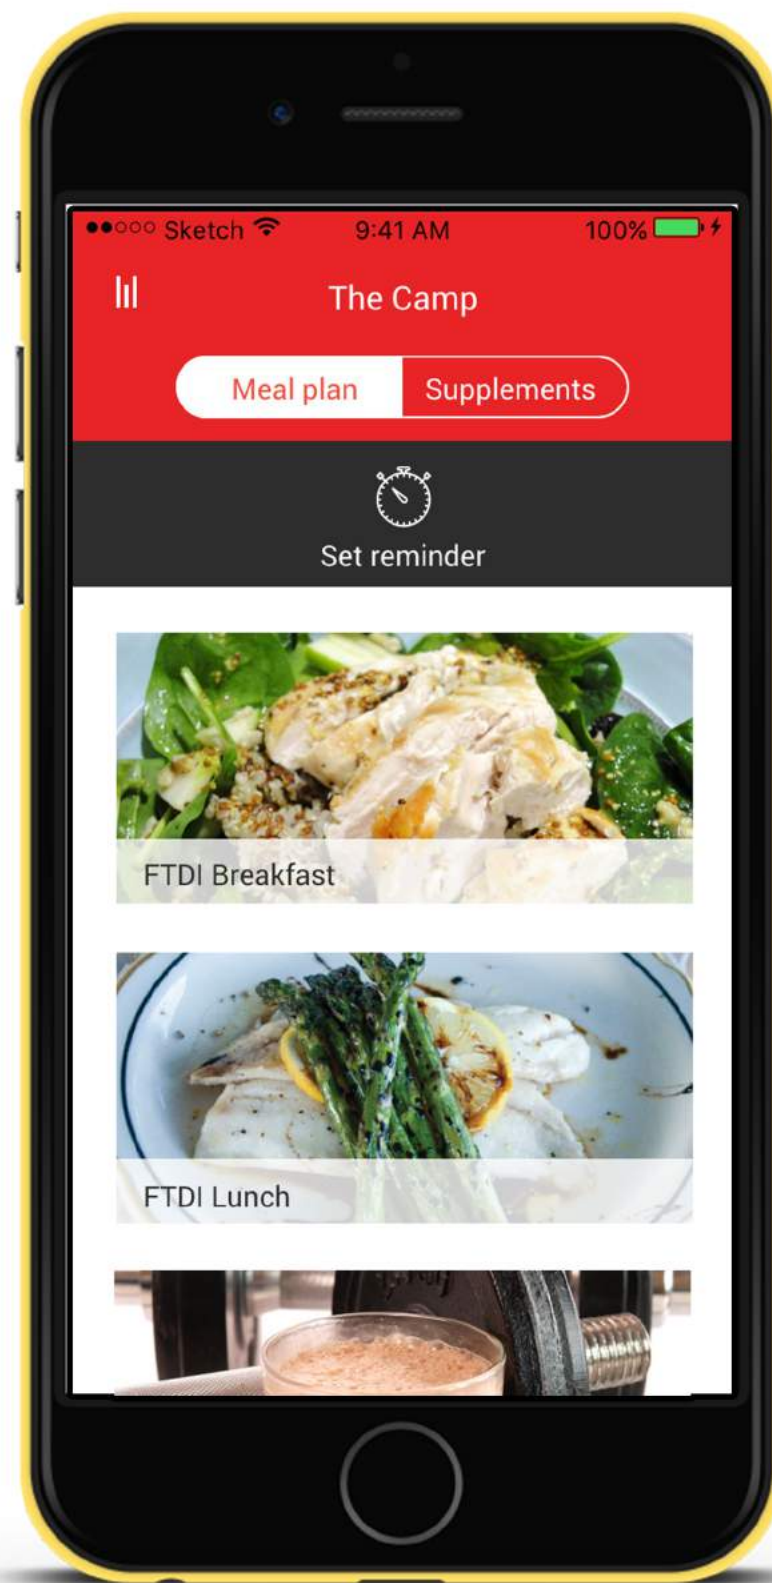 Sketch 9:41 AM 100%
The Camp
Meal plan Supplements
Set reminder
FTDI Breakfast
FTDI Lunch